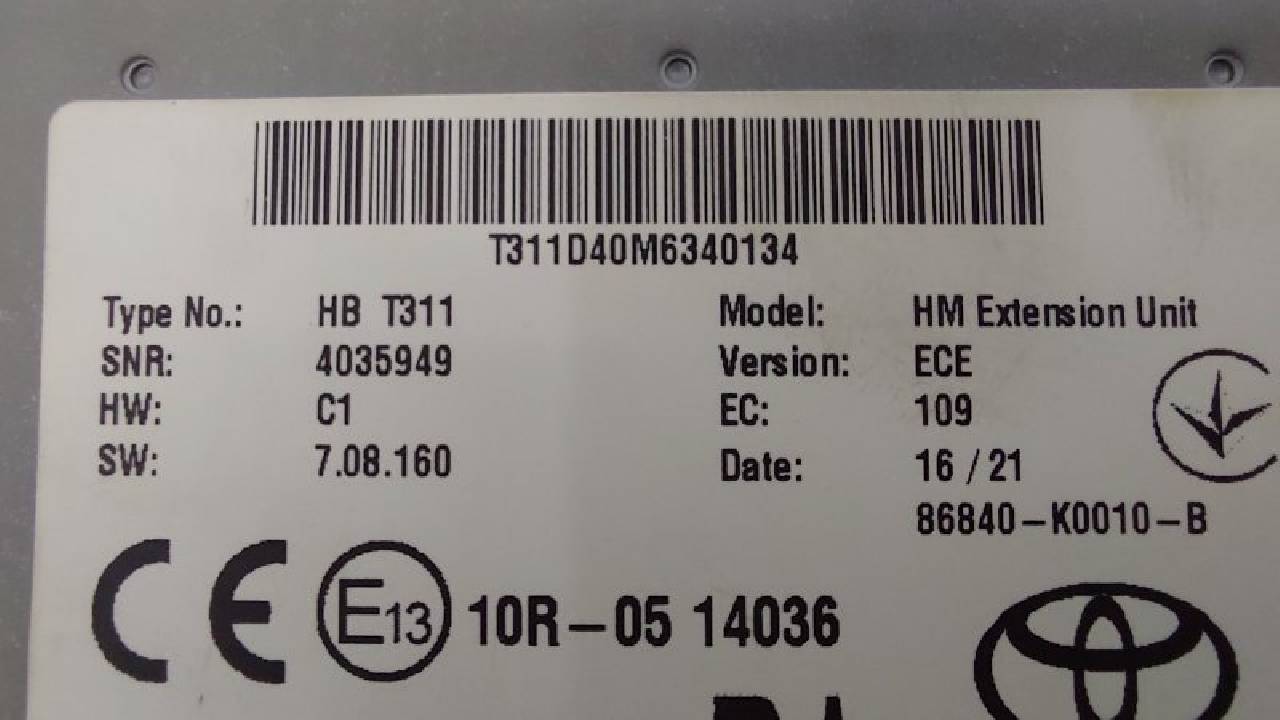 T311D40M6340134
Type No.: HB T311 Model: HM Extension Unit
SNR: 4035949 Version: ECE
HW: C1 EC: 109
SW: 7.08.160 Date: 16 / 21
86840-K0010-B
CE E13 10R-05 14036